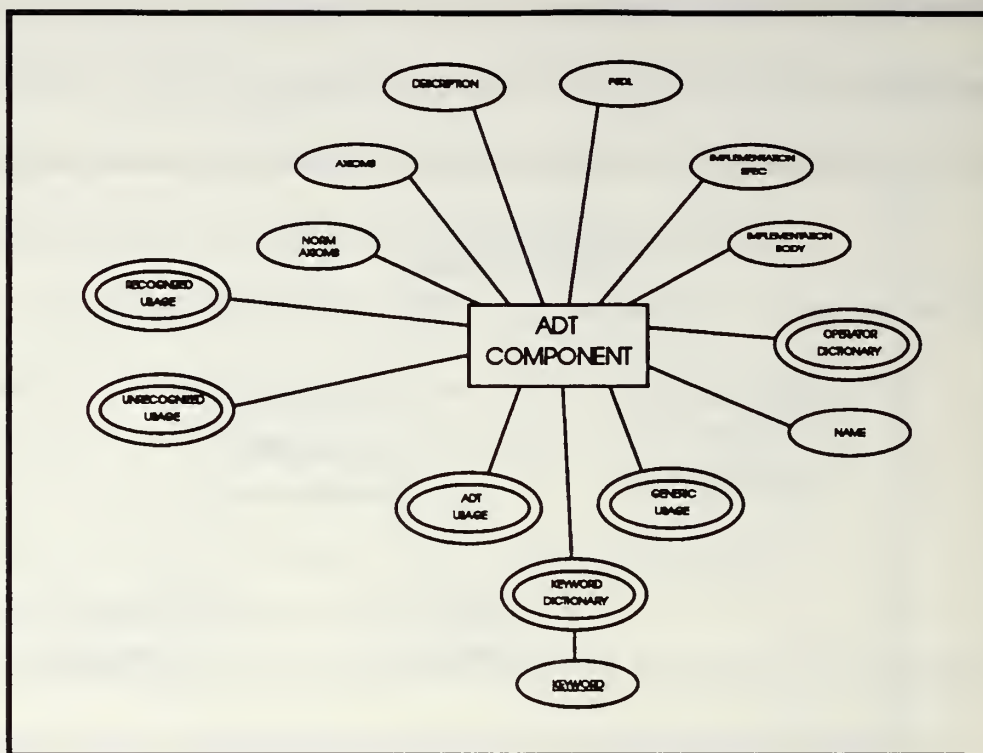 DESCRIPTION
PSDL
AXIOMS
IMPLEMENTATION
SPEC
NORM
AXIOMS
IMPLEMENTATION
BODY
RECOGNIZED
USAGE
ADT
COMPONENT
OPERATOR
DICTIONARY
UNRECOGNIZED
USAGE
NAME
ADT
USAGE
GENERIC
USAGE
KEYWORD
DICTIONARY
KEYWORD